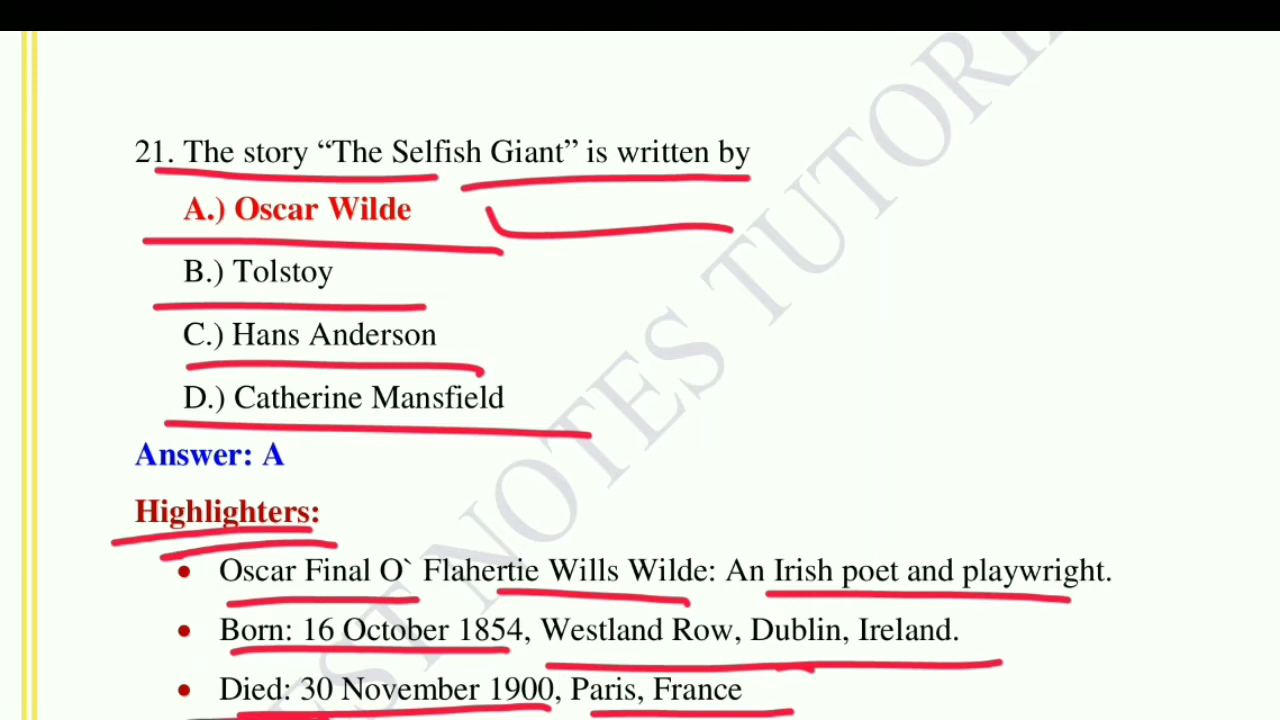 21. The story “The Selfish Giant” is written by
A.) Oscar Wilde
B.) Tolstoy
C.) Hans Anderson
D.) Catherine Mansfield
Answer: A
Highlighters:
• Oscar Final O` Flahertie Wills Wilde: An Irish poet and playwright.
• Born: 16 October 1854, Westland Row, Dublin, Ireland.
• Died: 30 November 1900, Paris, France
NOTES